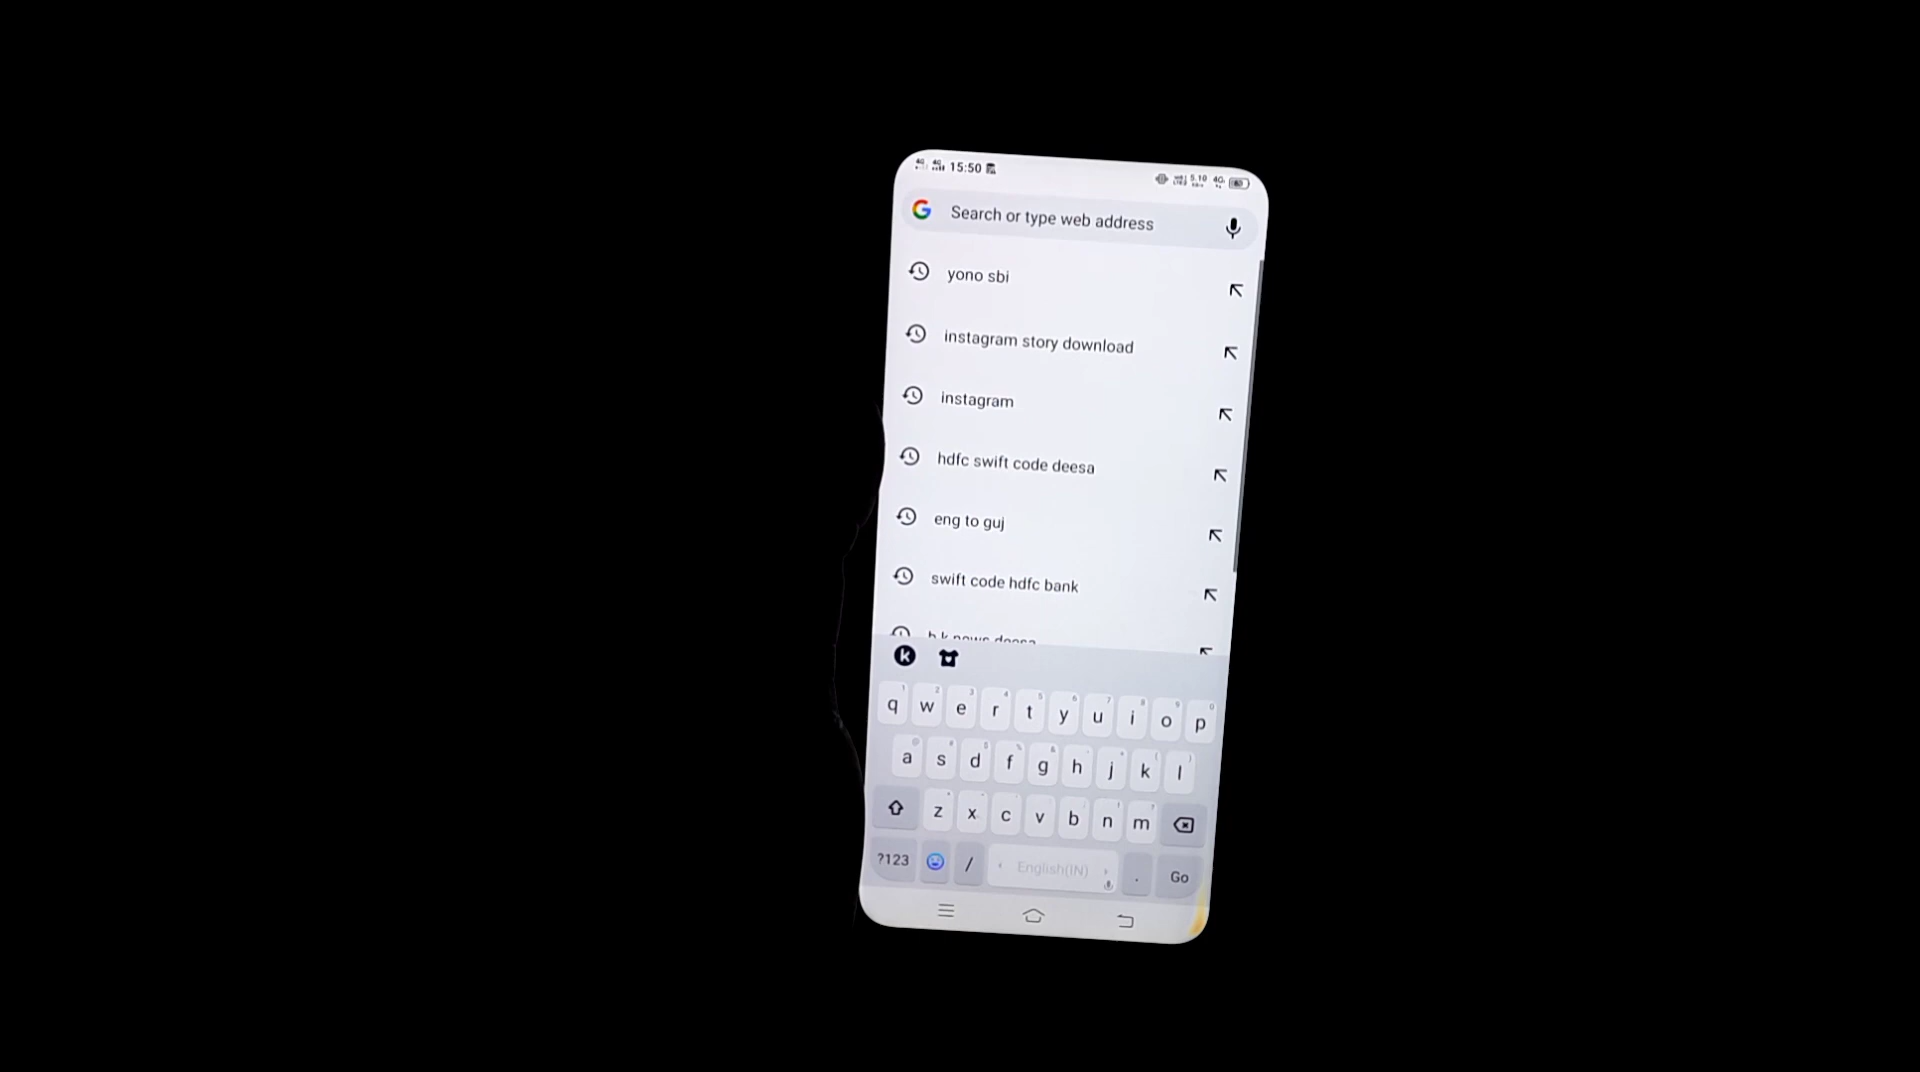 15:50
Search or type web address
yono sbi
instagram story download
instagram
hdfc swift code deesa
eng to guj
swift code hdfc bank
q w e r t y u i o p
a s d f g h j k l
z x c v b n m
?123 / English(IN) . Go